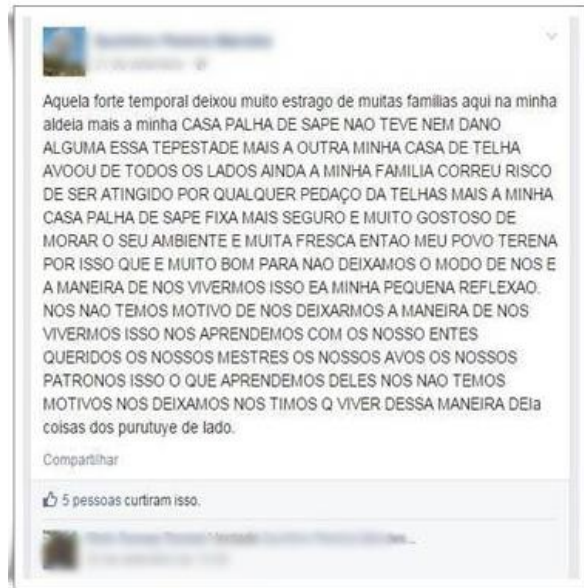 Aquela forte temporal deixou muito estrago de muitas familias aqui na minha
aldeia mais a minha CASA PALHA DE SAPE NAO TEVE NEM DANO
ALGUMA ESSA TEPESTADE MAIS A OUTRA MINHA CASA DE TELHA
AVOOU DE TODOS OS LADOS AINDA A MINHA FAMILIA CORREU RISCO
DE SER ATINGIDO POR QUALQUER PEDAÇO DA TELHAS MAIS A MINHA
CASA PALHA DE SAPE FIXA MAIS SEGURO E MUITO GOSTOSO DE
MORAR O SEU AMBIENTE E MUITA FRESCA ENTAO MEU POVO TERENA
POR ISSO QUE E MUITO BOM PARA NAO DEIXAMOS O MODO DE NOS E
A MANEIRA DE NOS VIVERMOS ISSO EA MINHA PEQUENA REFLEXAO.
NOS NAO TEMOS MOTIVO DE NOS DEIXARMOS A MANEIRA DE NOS
VIVERMOS ISSO NOS APRENDEMOS COM OS NOSSO ENTES
QUERIDOS OS NOSSOS MESTRES OS NOSSOS AVOS OS NOSSOS
PATRONOS ISSO O QUE APRENDEMOS DELES NOS NAO TEMOS
MOTIVOS NOS DEIXAMOS NOS TIMOS Q VIVER DESSA MANEIRA DEIa
coisas dos purutuye de lado.
Compartilhar
5 pessoas curtiram isso.